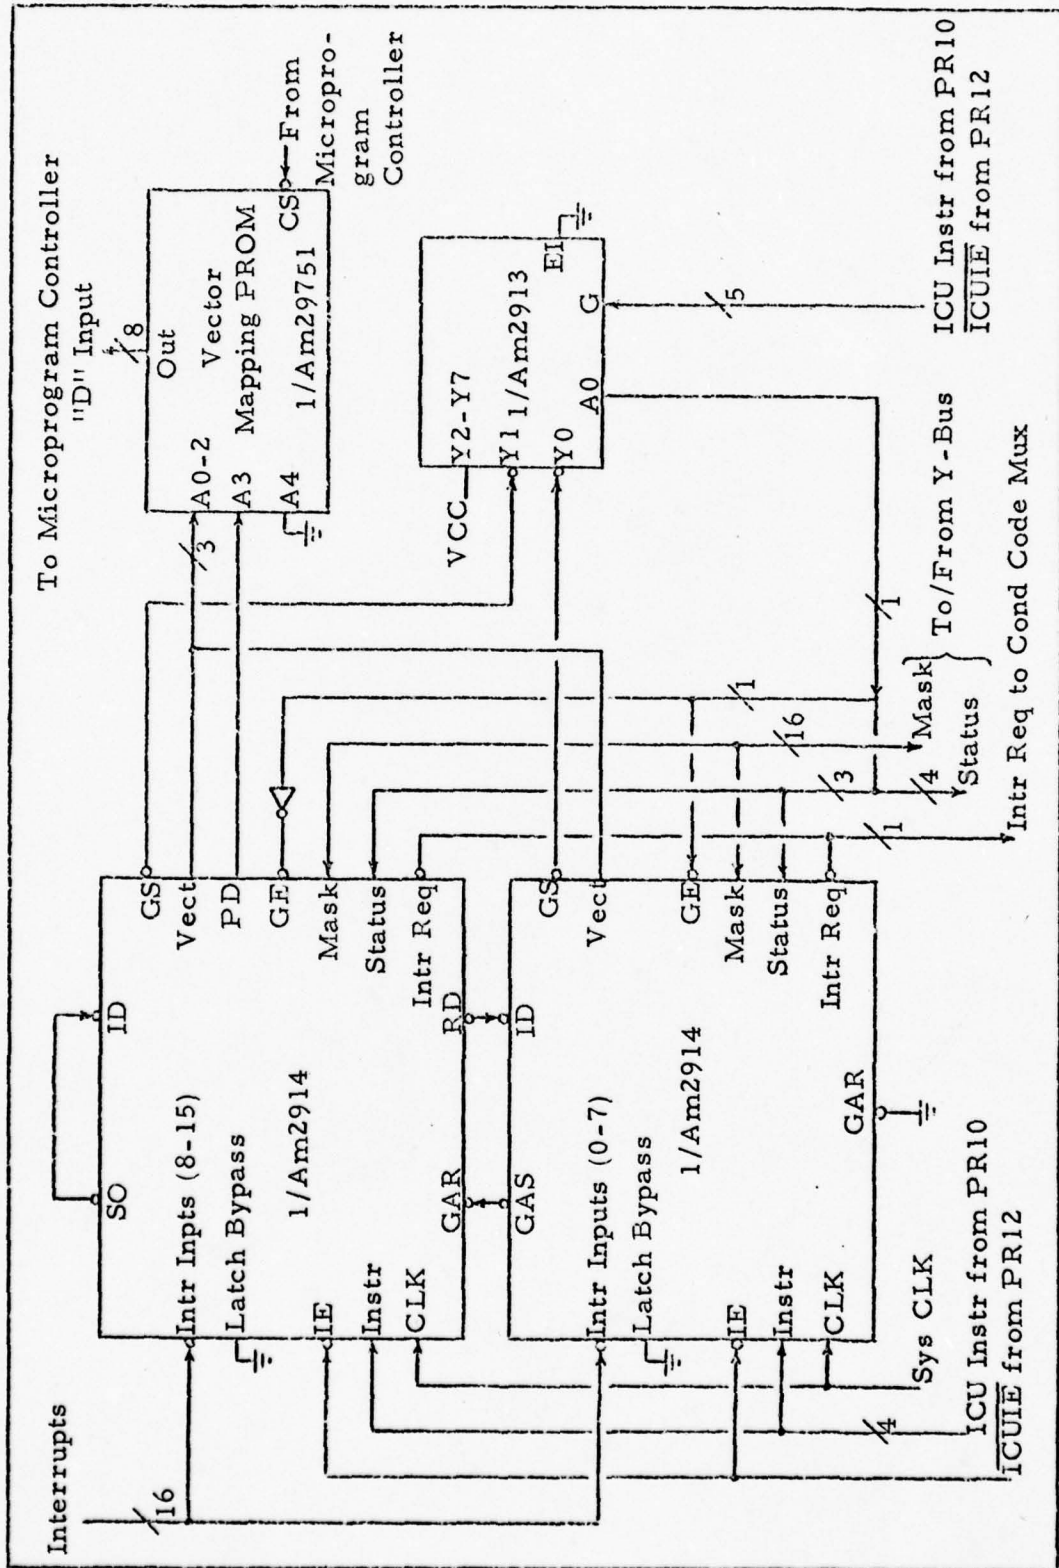 Interrupts
16
Intr Inpts (8-15)
SO
ID
Latch Bypass
1/Am2914
IE
Instr
CLK
GAR
RD
GS
Vect
PD
GE
Mask
Status
Intr Req
Intr Inputs (0-7)
GAS
ID
Latch Bypass
1/Am2914
IE
Instr
CLK
GAR
GS
Vect
GE
Mask
Status
Intr Req
Sys CLK
4
ICU Instr from PR10
ICUIE from PR12
To Microprogram Controller
"D" Input
8
Out
3
A0-2
A3
A4
Vector
Mapping PROM
1/Am29751
CS
From
Micropro-
gram
Controller
VCC
Y2-Y7
Y1
Y0
1/Am2913
EI
A0
G
5
ICU Instr from PR10
ICUIE from PR12
1
1
16
3
4
1
Mask
Status
To/From Y-Bus
Intr Req to Cond Code Mux